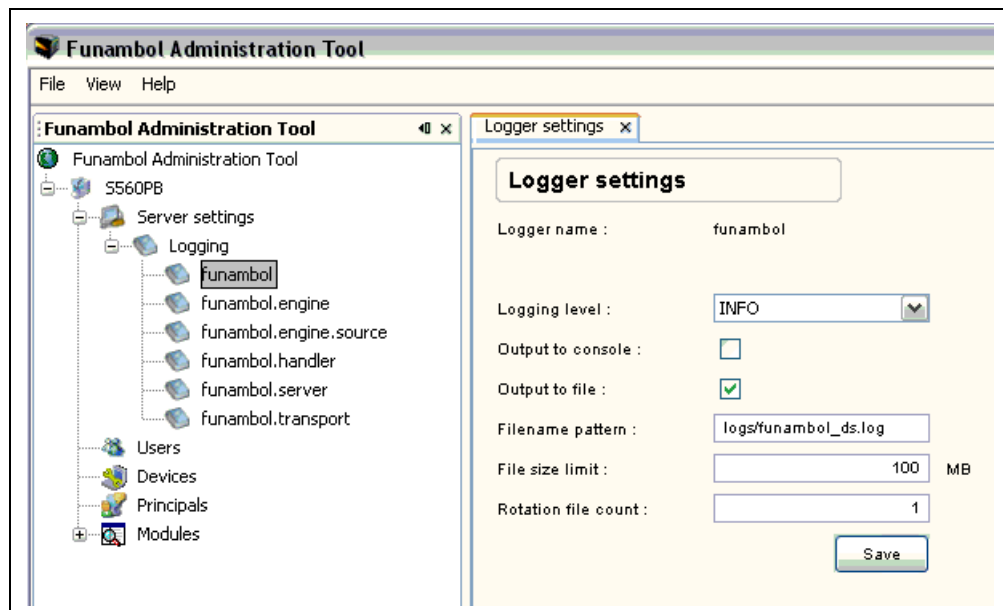 Funambol Administration Tool
File View Help
Funambol Administration Tool
Funambol Administration Tool
S560PB
Server settings
Logging
funambol
funambol.engine
funambol.engine.source
funambol.handler
funambol.server
funambol.transport
Users
Devices
Principals
Modules
Logger settings
Logger settings
Logger name : funambol
Logging level : INFO
Output to console :
Output to file :
Filename pattern : logs/funambol_ds.log
File size limit : 100 MB
Rotation file count : 1
Save